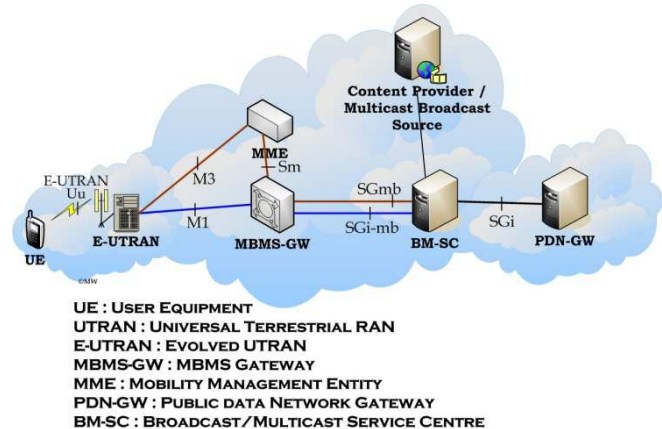 Content Provider /
Multicast Broadcast
Source
MME
Sm
M3
E-UTRAN
Uu
SGmb
M1
SGi-mb
SGi
UE
E-UTRAN
MBMS-GW
BM-SC
PDN-GW
©MW
UE : USER EQUIPMENT
UTRAN : UNIVERSAL TERRESTRIAL RAN
E-UTRAN : EVOLVED UTRAN
MBMS-GW : MBMS GATEWAY
MME : MOBILITY MANAGEMENT ENTITY
PDN-GW : PUBLIC DATA NETWORK GATEWAY
BM-SC : BROADCAST/MULTICAST SERVICE CENTRE